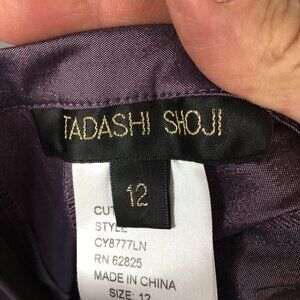 TADASHI SHOJI
12
CUT
STYLE
CY8777LN
RN 62825
MADE IN CHINA
SIZE: 12